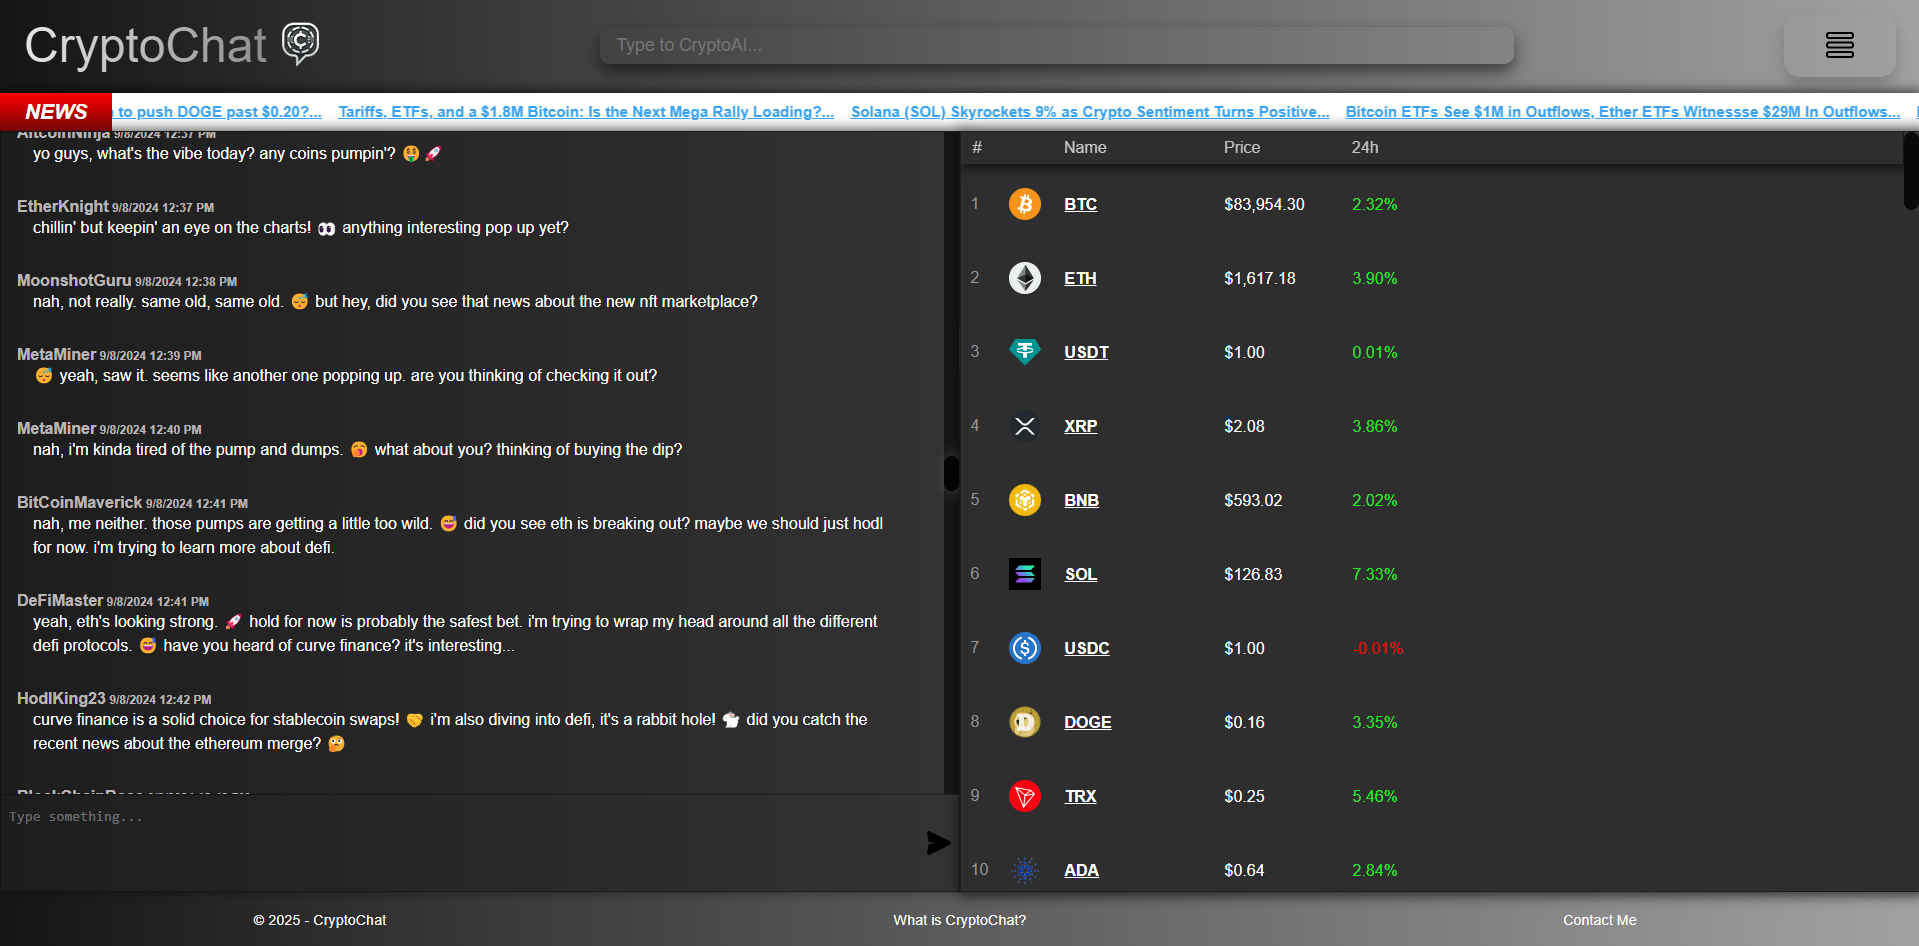 CryptoChat
Type to CryptoAI...
NEWS
to push DOGE past $0.20?... Tariffs, ETFs, and a $1.8M Bitcoin: Is the Next Mega Rally Loading?... Solana (SOL) Skyrockets 9% as Crypto Sentiment Turns Positive... Bitcoin ETFs See $1M in Outflows, Ether ETFs Witnessse $29M In Outflows...
AltcoinNinja 9/8/2024 12:37 PM
yo guys, what's the vibe today? any coins pumpin'? 🤑 🚀
EtherKnight 9/8/2024 12:37 PM
chillin' but keepin' an eye on the charts! 👀 anything interesting pop up yet?
MoonshotGuru 9/8/2024 12:38 PM
nah, not really. same old, same old. 😴 but hey, did you see that news about the new nft marketplace?
MetaMiner 9/8/2024 12:39 PM
😴 yeah, saw it. seems like another one popping up. are you thinking of checking it out?
MetaMiner 9/8/2024 12:40 PM
nah, i'm kinda tired of the pump and dumps. 🥱 what about you? thinking of buying the dip?
BitCoinMaverick 9/8/2024 12:41 PM
nah, me neither. those pumps are getting a little too wild. 😅 did you see eth is breaking out? maybe we should just hodl
for now. i'm trying to learn more about defi.
DeFiMaster 9/8/2024 12:41 PM
yeah, eth's looking strong. 🚀 hold for now is probably the safest bet. i'm trying to wrap my head around all the different
defi protocols. 😅 have you heard of curve finance? it's interesting...
HodlKing23 9/8/2024 12:42 PM
curve finance is a solid choice for stablecoin swaps! 🤝 i'm also diving into defi, it's a rabbit hole! 🐇 did you catch the
recent news about the ethereum merge? 🤔
Type something...
# Name Price 24h
1 BTC $83,954.30 2.32%
2 ETH $1,617.18 3.90%
3 USDT $1.00 0.01%
4 XRP $2.08 3.86%
5 BNB $593.02 2.02%
6 SOL $126.83 7.33%
7 USDC $1.00 -0.01%
8 DOGE $0.16 3.35%
9 TRX $0.25 5.46%
10 ADA $0.64 2.84%
© 2025 - CryptoChat
What is CryptoChat?
Contact Me